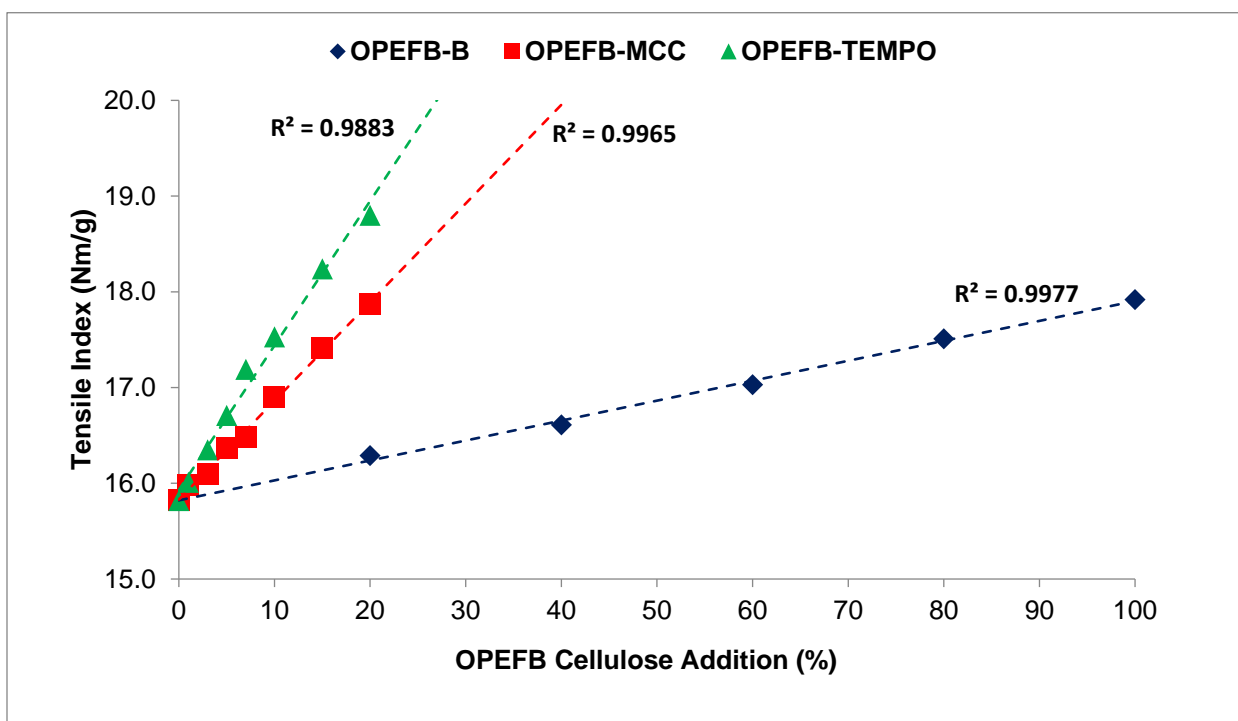 OPEFB-B OPEFB-MCC OPEFB-TEMPO
20.0
R² = 0.9883
R² = 0.9965
19.0
18.0
R² = 0.9977
17.0
16.0
15.0
Tensile Index (Nm/g)
0 10 20 30 40 50 60 70 80 90 100
OPEFB Cellulose Addition (%)